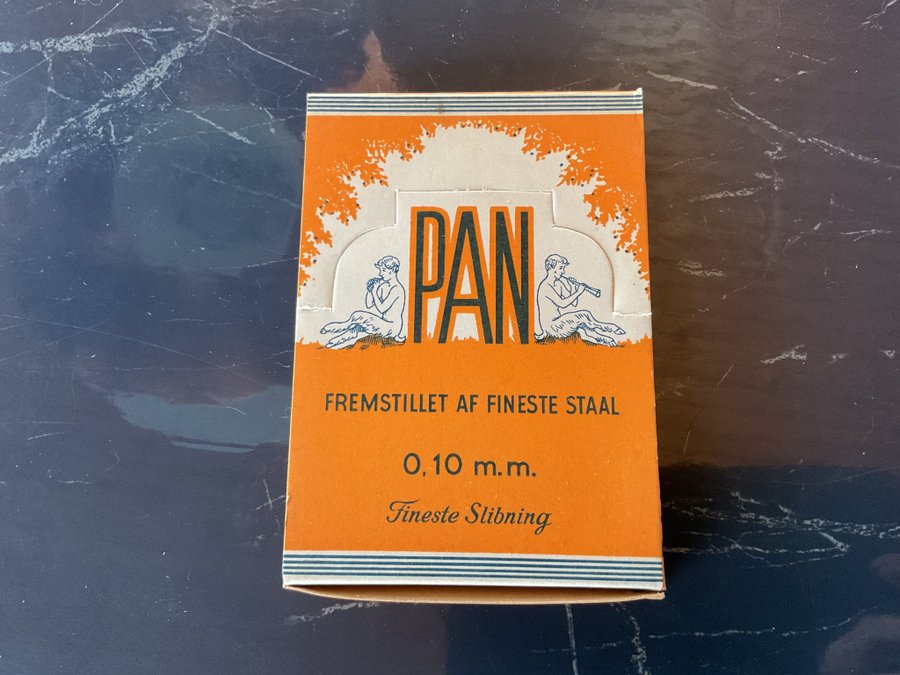 PAN
FREMSTILLET AF FINESTE STAAL
0,10 m.m.
Fineste Slibning